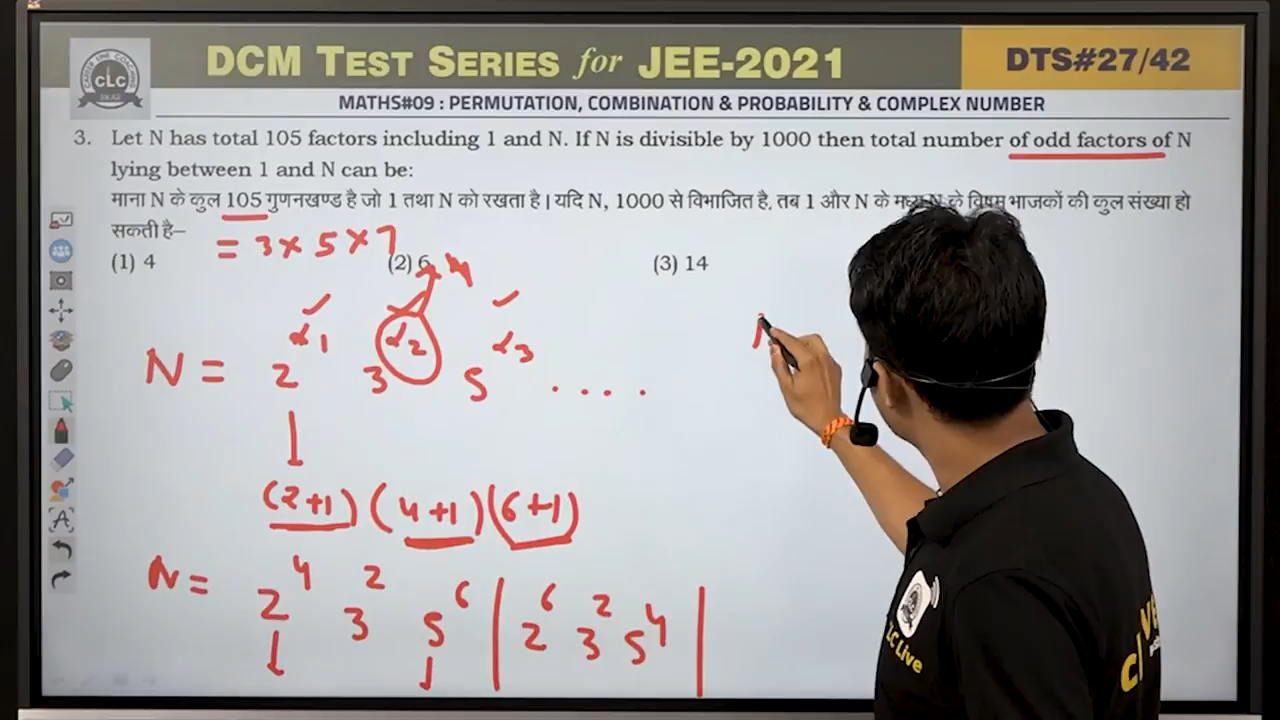 DCM TEST SERIES for JEE-2021
DTS#27/42
CLC
MATHS#09 : PERMUTATION, COMBINATION & PROBABILITY & COMPLEX NUMBER
3. Let N has total 105 factors including 1 and N. If N is divisible by 1000 then total number of odd factors of N
lying between 1 and N can be:
माना N के कुल 105 गुणनखण्ड है जो 1 तथा N को रखता है। यदि N, 1000 से विभाजित है, तब 1 और N के मध्य N के विषम भाजकों की कुल संख्या हो
सकती है–
= 3 × 5 × 7
(1) 4
(2) 6
(3) 14
N = 2^α1 3^α2 5^α3 ....
(2+1) (4+1) (6+1)
N = 2^4 3^2 5^6 | 2^6 3^2 5^4 |
LC Live